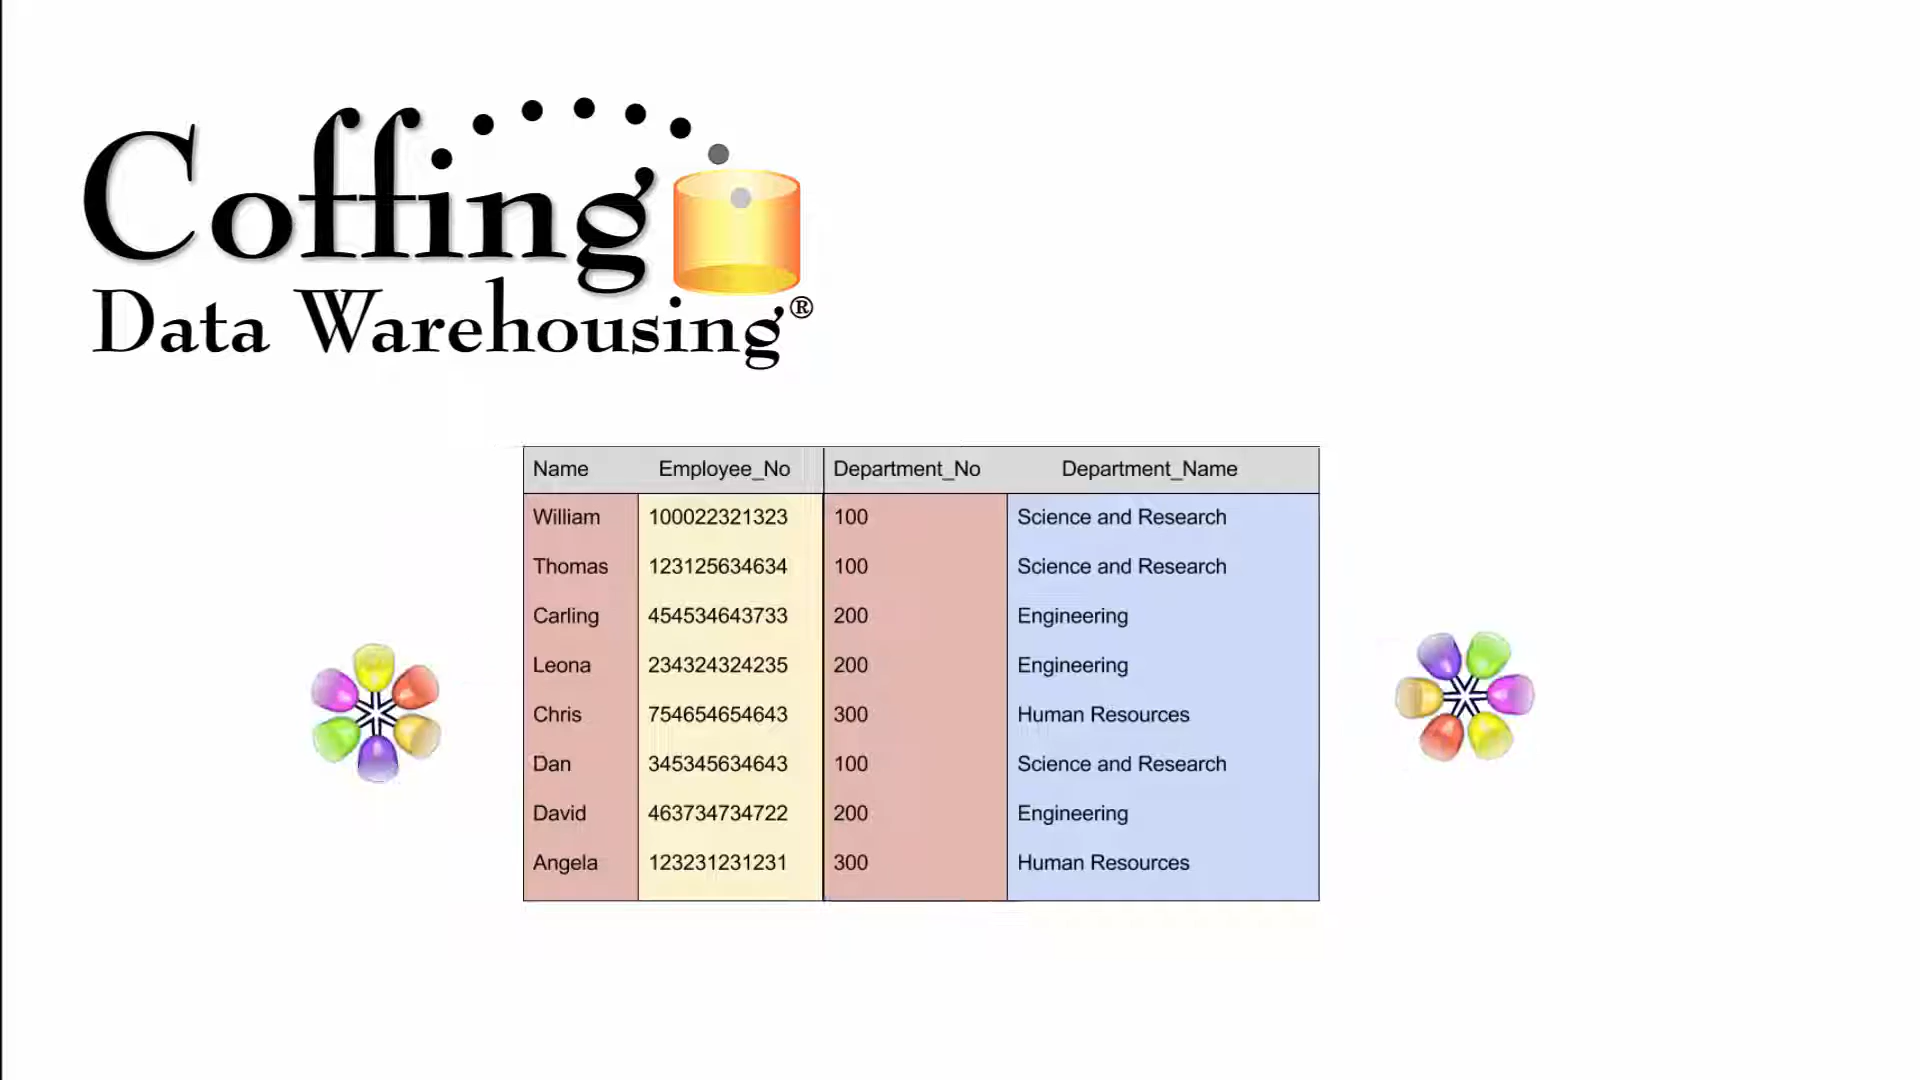 Coffing
Data Warehousing®
Name Employee_No Department_No Department_Name
William 100022321323 100 Science and Research
Thomas 123125634634 100 Science and Research
Carling 454534643733 200 Engineering
Leona 234324324235 200 Engineering
Chris 754654654643 300 Human Resources
Dan 345345634643 100 Science and Research
David 463734734722 200 Engineering
Angela 123231231231 300 Human Resources